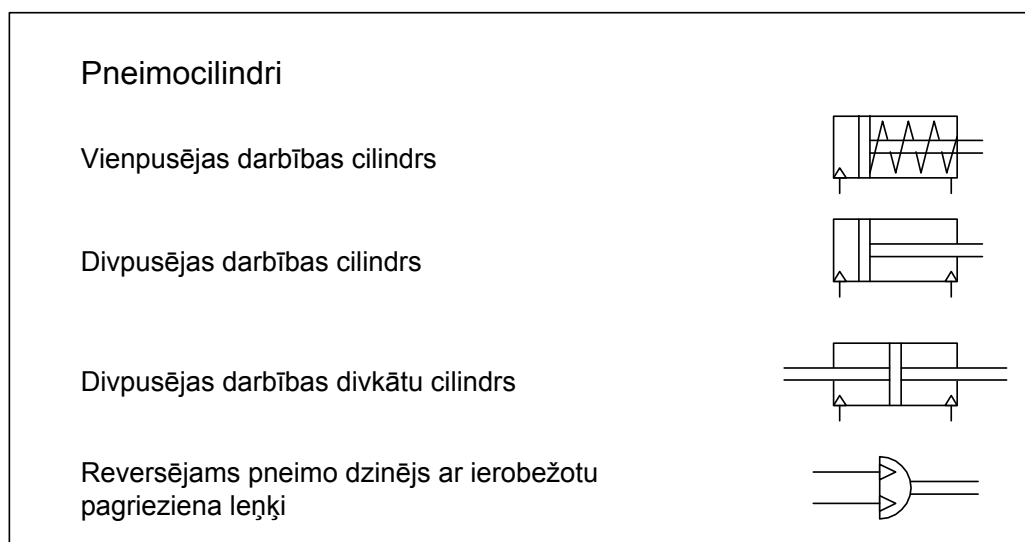 Pneimocilindri
Vienpusējas darbības cilindrs
Divpusējas darbības cilindrs
Divpusējas darbības divkātu cilindrs
Reversējams pneimo dzinējs ar ierobežotu
pagrieziena leņķi